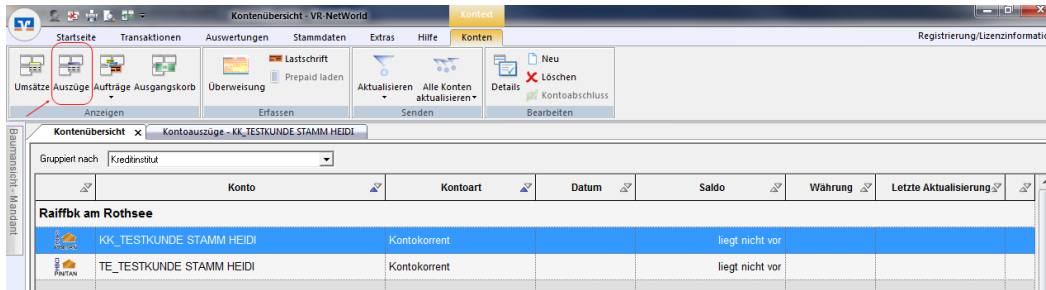 Kontenübersicht - VR-NetWorld
Kontext
Startseite Transaktionen Auswertungen Stammdaten Extras Hilfe Konten
Registrierung/Lizenzinformatio
Umsätze Auszüge Aufträge Ausgangskorb
Anzeigen
Überweisung
Lastschrift
Prepaid laden
Erfassen
Aktualisieren Alle Konten
aktualisieren
Senden
Details
Neu
Löschen
Kontoabschluss
Bearbeiten
Baumansicht - Mandant
Kontenübersicht x Kontoauszüge - KK_TESTKUNDE STAMM HEIDI
Gruppiert nach Kreditinstitut
Konto Kontoart Datum Saldo Währung Letzte Aktualisierung
Raiffbk am Rothsee
KK_TESTKUNDE STAMM HEIDI Kontokorrent liegt nicht vor
PIN/TAN TE_TESTKUNDE STAMM HEIDI Kontokorrent liegt nicht vor